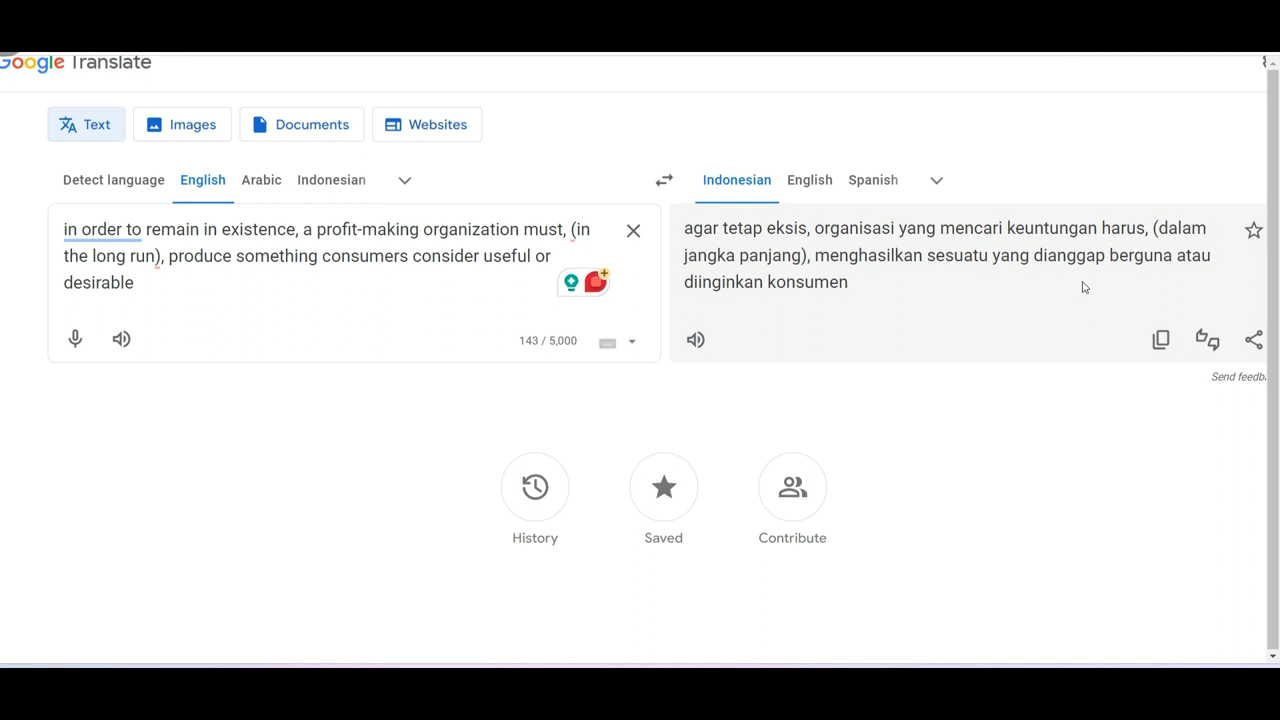 Google Translate
Text
Images
Documents
Websites
Detect language
English
Arabic
Indonesian
Indonesian
English
Spanish
in order to remain in existence, a profit-making organization must, (in
the long run), produce something consumers consider useful or
desirable
143 / 5,000
agar tetap eksis, organisasi yang mencari keuntungan harus, (dalam
jangka panjang), menghasilkan sesuatu yang dianggap berguna atau
diinginkan konsumen
Send
History
Saved
Contribute